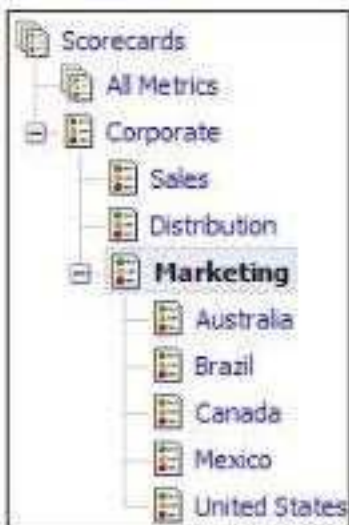 Scorecards
All Metrics
Corporate
Sales
Distribution
Marketing
Australia
Brazil
Canada
Mexico
United States